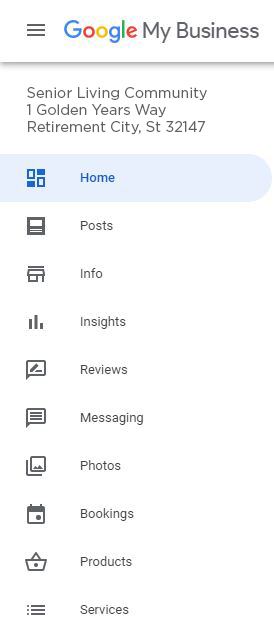 Google My Business
Senior Living Community
1 Golden Years Way
Retirement City, St 32147
Home
Posts
Info
Insights
Reviews
Messaging
Photos
Bookings
Products
Services